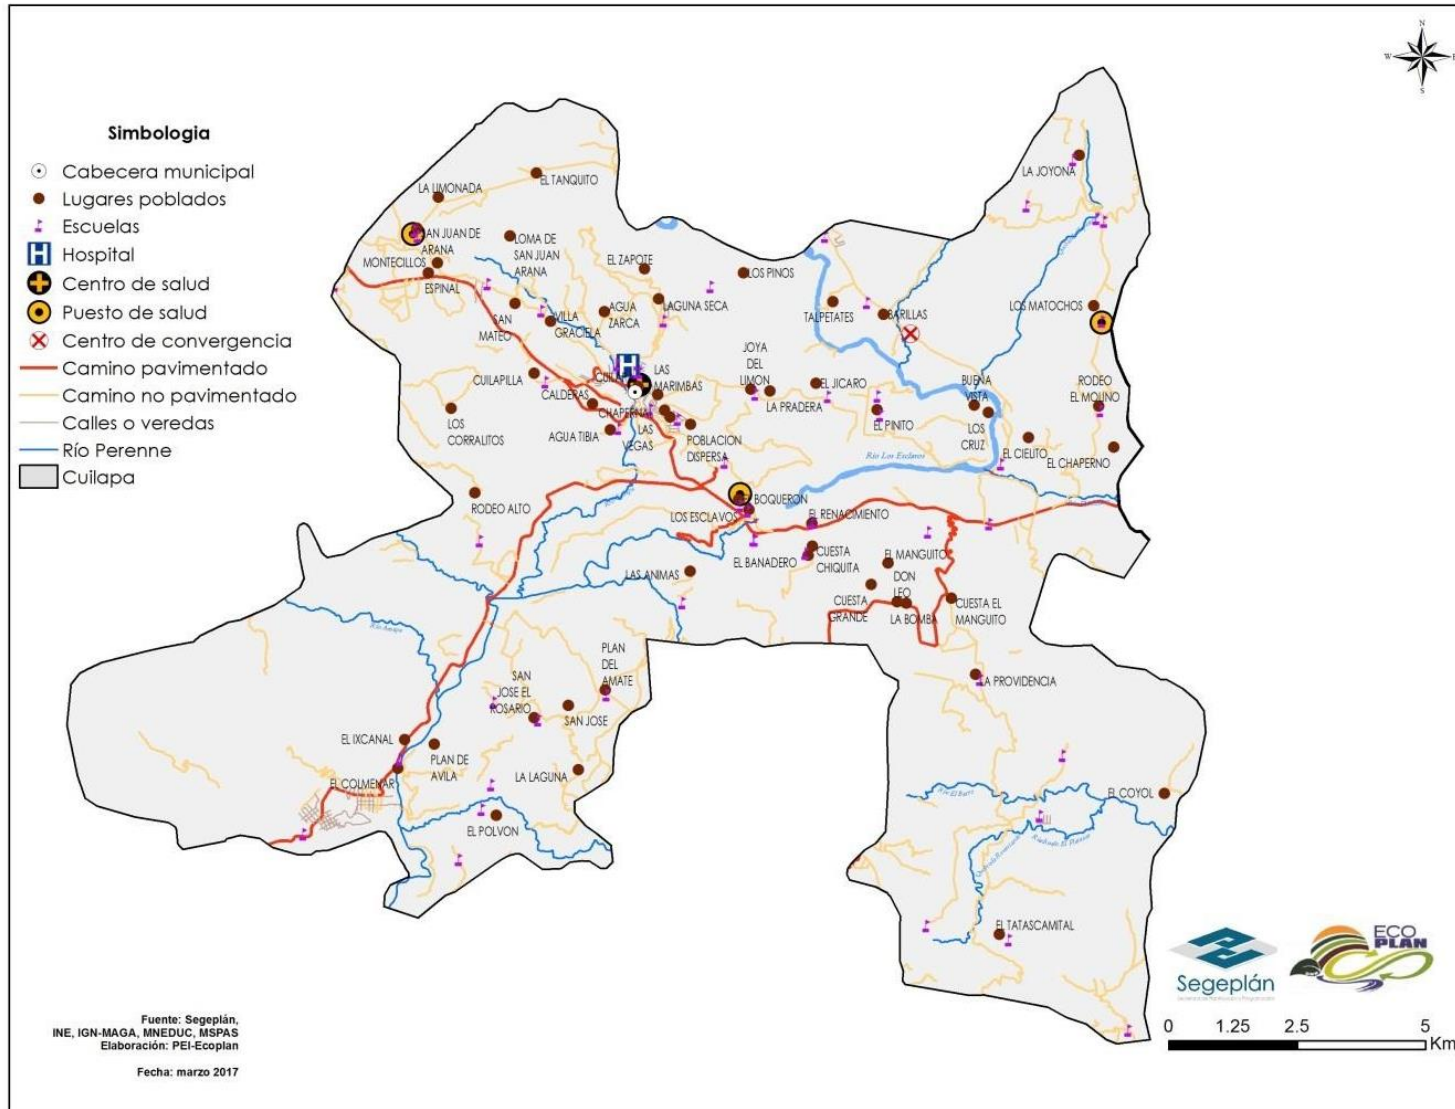 N
W
S
Simbologia
Cabecera municipal
Lugares poblados
Escuelas
H
Hospital
Centro de salud
Puesto de salud
Centro de convergencia
Camino pavimentado
Camino no pavimentado
Calles o veredas
Río Perenne
Cuilapa
LA LIMONADA
EL TANQUITO
LA JOYONA
SAN JUAN DE
ARANA
LOMA DE
SAN JUAN
ARANA
MONTECILLOS
ESPINAL
EL ZAPOTE
LOS PINOS
LAGUNA SECA
AGUA
ZARCA
VILLA
GRACIELA
SAN
MATEO
TALPETATES
BARILLAS
LOS MATOCHOS
H
CUILAPILLA
CALDERAS
LAS
MARIMBAS
JOYA
DEL
LIMON
EL JICARO
LA PRADERA
BUENA
VISTA
RODEO
EL MOLINO
LOS
CORRALITOS
AGUA TIBIA
LAS
VEGAS
POBLACION
DISPERSA
EL PINITO
LOS
CRUZ
EL CIELITO
EL CHAPERNO
Río Los Esclavos
RODEO ALTO
EL BOQUERON
LOS ESCLAVOS
EL RENACIMIENTO
EL BANADERO
CUESTA
CHIQUITA
EL MANGUITO
LAS ANIMAS
DON
LEO
CUESTA
GRANDE
LA BOMBA
CUESTA EL
MANGUITO
PLAN
DEL
AMATE
SAN
JOSE EL
ROSARIO
SAN JOSE
LA PROVIDENCIA
EL IXCANAL
PLAN DE
AVILA
EL COLMENAR
LA LAGUNA
EL POLVON
EL COYOL
EL TATASCAMITAL
Segeplán
ECO
PLAN
0 1.25 2.5 5
Km
Fuente: Segeplán,
INE, IGN-MAGA, MNEDUC, MSPAS
Elaboración: PEI-Ecoplan
Fecha: marzo 2017